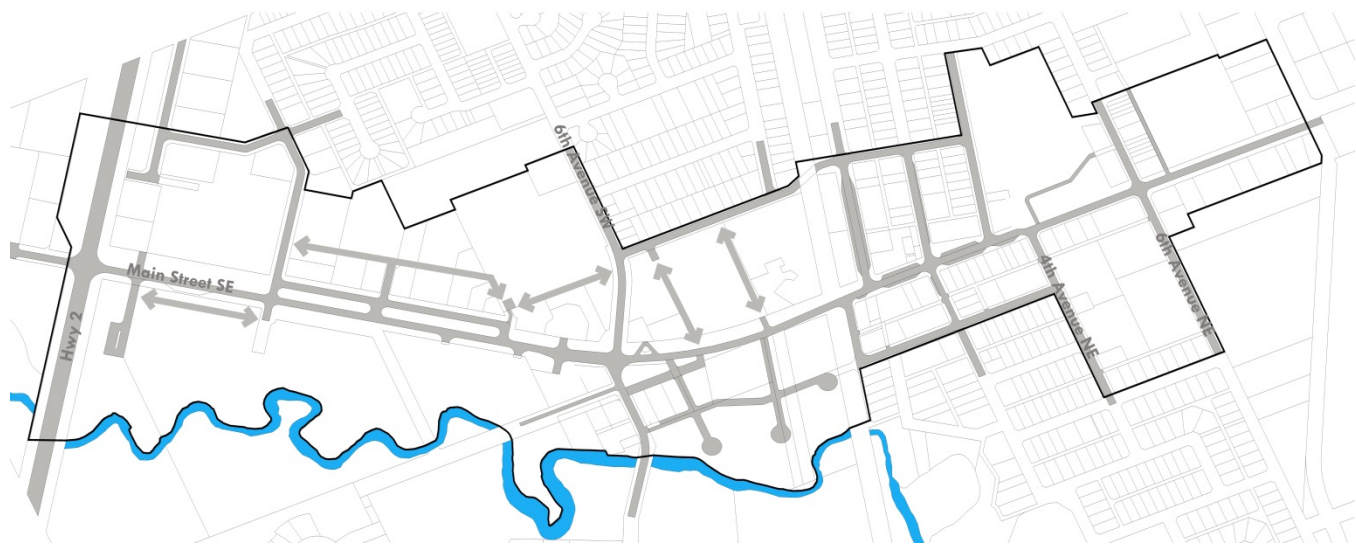 6th Avenue SW
Main Street SE
Hwy 2
4th Avenue NE
6th Avenue NE